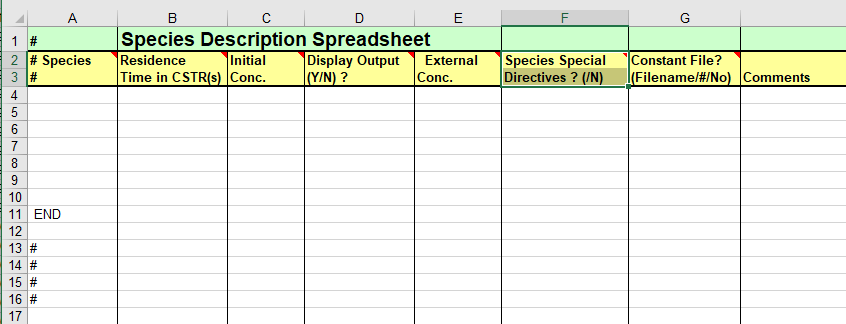 A B C D E F G
1 # Species Description Spreadsheet
2 # Species Residence Initial Display Output External Species Special Constant File?
3 # Time in CSTR(s) Conc. (Y/N) ? Conc. Directives ? (/N) (Filename/#/No) Comments
4
5
6
7
8
9
10
11 END
12
13 #
14 #
15 #
16 #
17